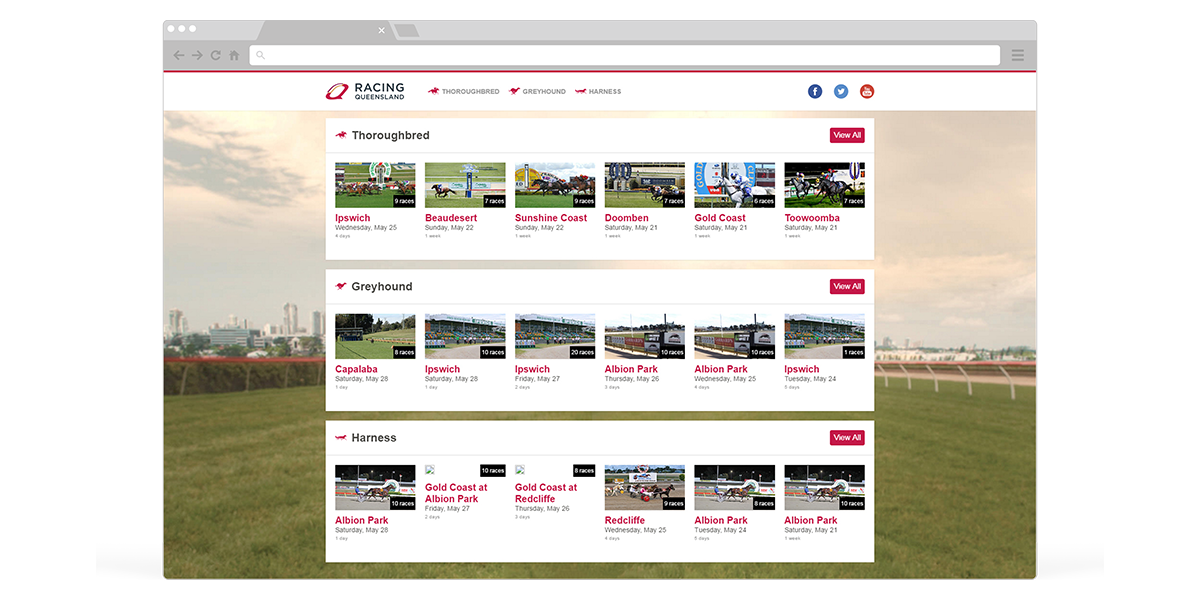 RACING
QUEENSLAND
THOROUGHBRED
GREYHOUND
HARNESS
Thoroughbred
View All
9 races
Ipswich
Wednesday, May 25
4 days
7 races
Beaudesert
Sunday, May 22
1 week
9 races
Sunshine Coast
Sunday, May 22
1 week
7 races
Doomben
Saturday, May 21
1 week
6 races
Gold Coast
Saturday, May 21
1 week
7 races
Toowoomba
Saturday, May 21
1 week
Greyhound
View All
8 races
Capalaba
Saturday, May 28
1 day
10 races
Ipswich
Saturday, May 28
1 day
20 races
Ipswich
Friday, May 27
2 days
10 races
Albion Park
Thursday, May 26
3 days
10 races
Albion Park
Wednesday, May 25
4 days
1 races
Ipswich
Tuesday, May 24
5 days
Harness
View All
10 races
Albion Park
Saturday, May 28
1 day
10 races
Gold Coast at
Albion Park
Friday, May 27
2 days
8 races
Gold Coast at
Redcliffe
Thursday, May 26
3 days
9 races
Redcliffe
Wednesday, May 25
4 days
8 races
Albion Park
Tuesday, May 24
5 days
10 races
Albion Park
Saturday, May 21
1 week